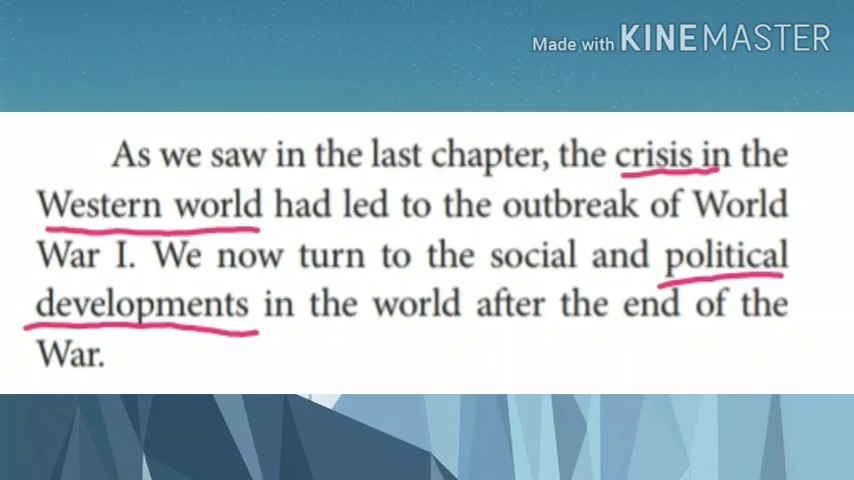 Made with KINEMASTER
As we saw in the last chapter, the crisis in the
Western world had led to the outbreak of World
War I. We now turn to the social and political
developments in the world after the end of the
War.